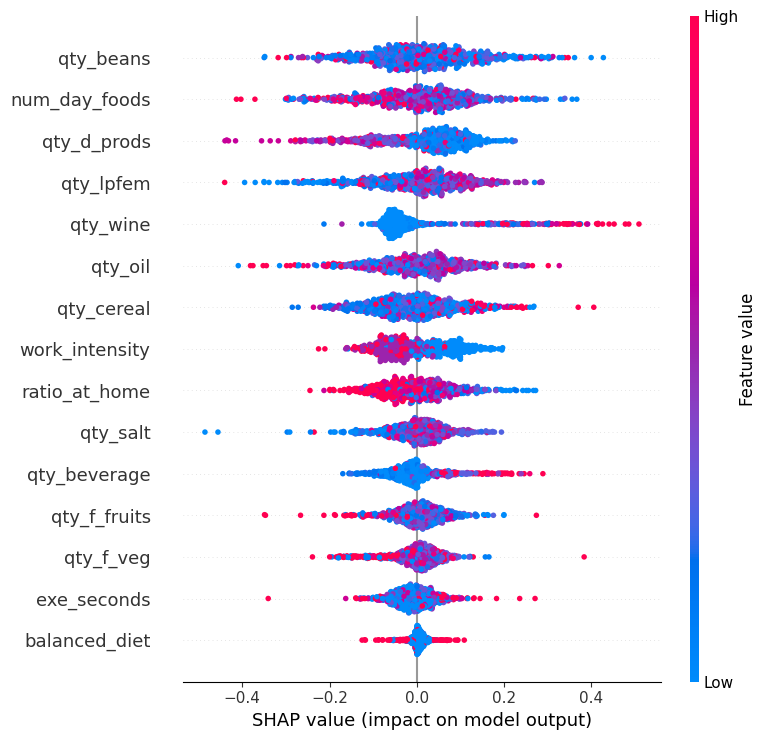 High
qty_beans
num_day_foods
qty_d_prods
qty_lpfem
qty_wine
qty_oil
qty_cereal
work_intensity
ratio_at_home
qty_salt
qty_beverage
qty_f_fruits
qty_f_veg
exe_seconds
balanced_diet
Feature value
Low
−0.4 −0.2 0.0 0.2 0.4
SHAP value (impact on model output)